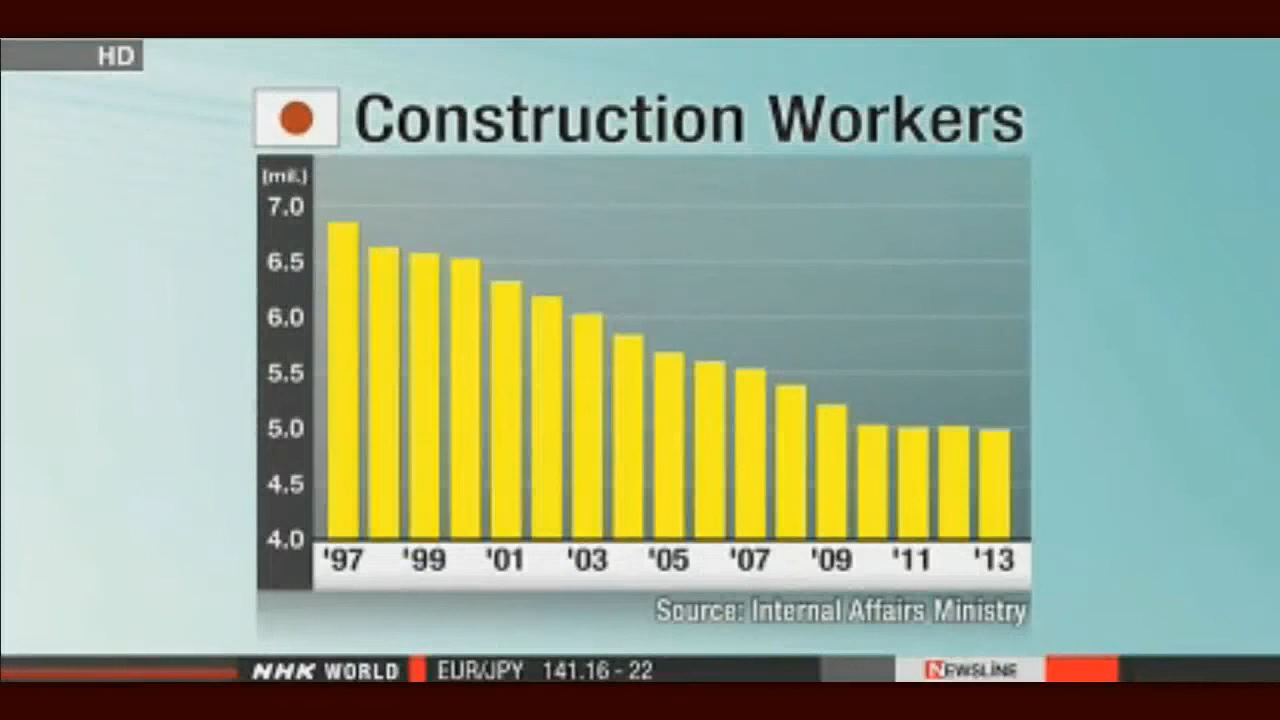 HD
Construction Workers
(mil.)
7.0
6.5
6.0
5.5
5.0
4.5
4.0
'97 '99 '01 '03 '05 '07 '09 '11 '13
Source: Internal Affairs Ministry
NHK WORLD EUR/JPY 141.16 - 22 NEWSLINE